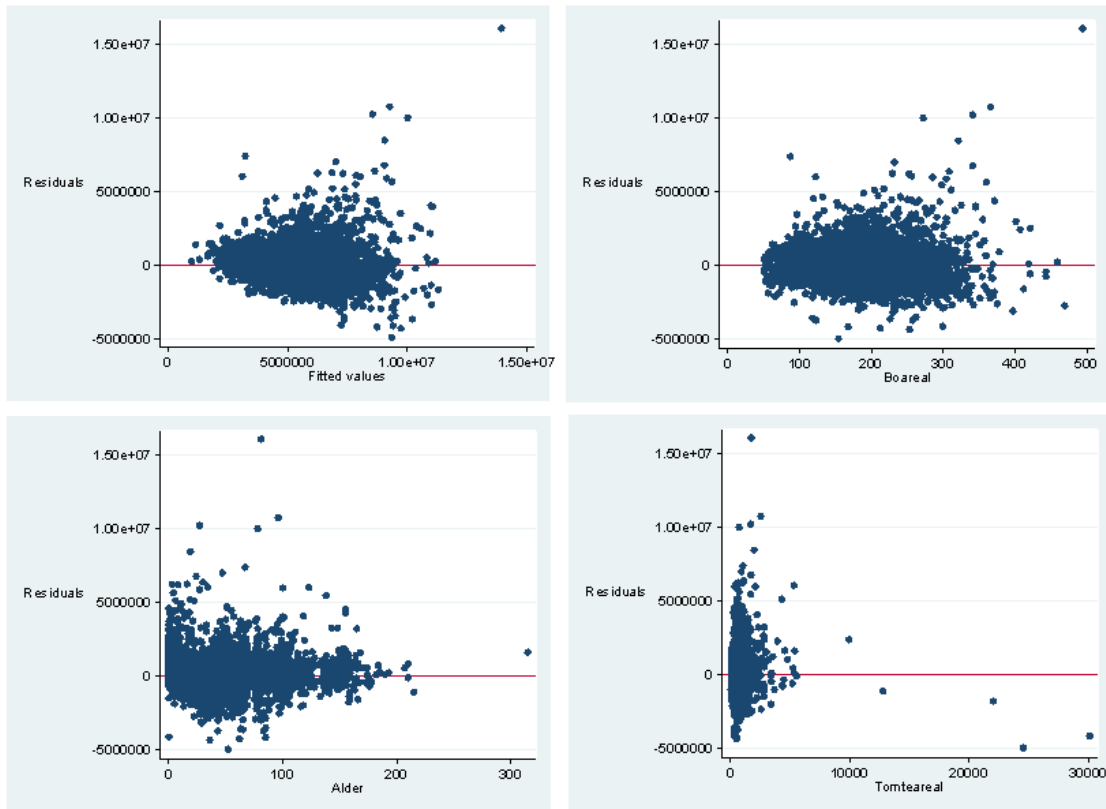 1.50e+07
1.00e+07
Residuals
5000000
0
-5000000
0 5000000 1.00e+07 1.50e+07
Fitted values
1.50e+07
1.00e+07
Residuals
5000000
0
-5000000
0 100 200 300 400 500
Boareal
1.50e+07
1.00e+07
Residuals
5000000
0
-5000000
0 100 200 300
Alder
1.50e+07
1.00e+07
Residuals
5000000
0
-5000000
0 10000 20000 30000
Tomteareal